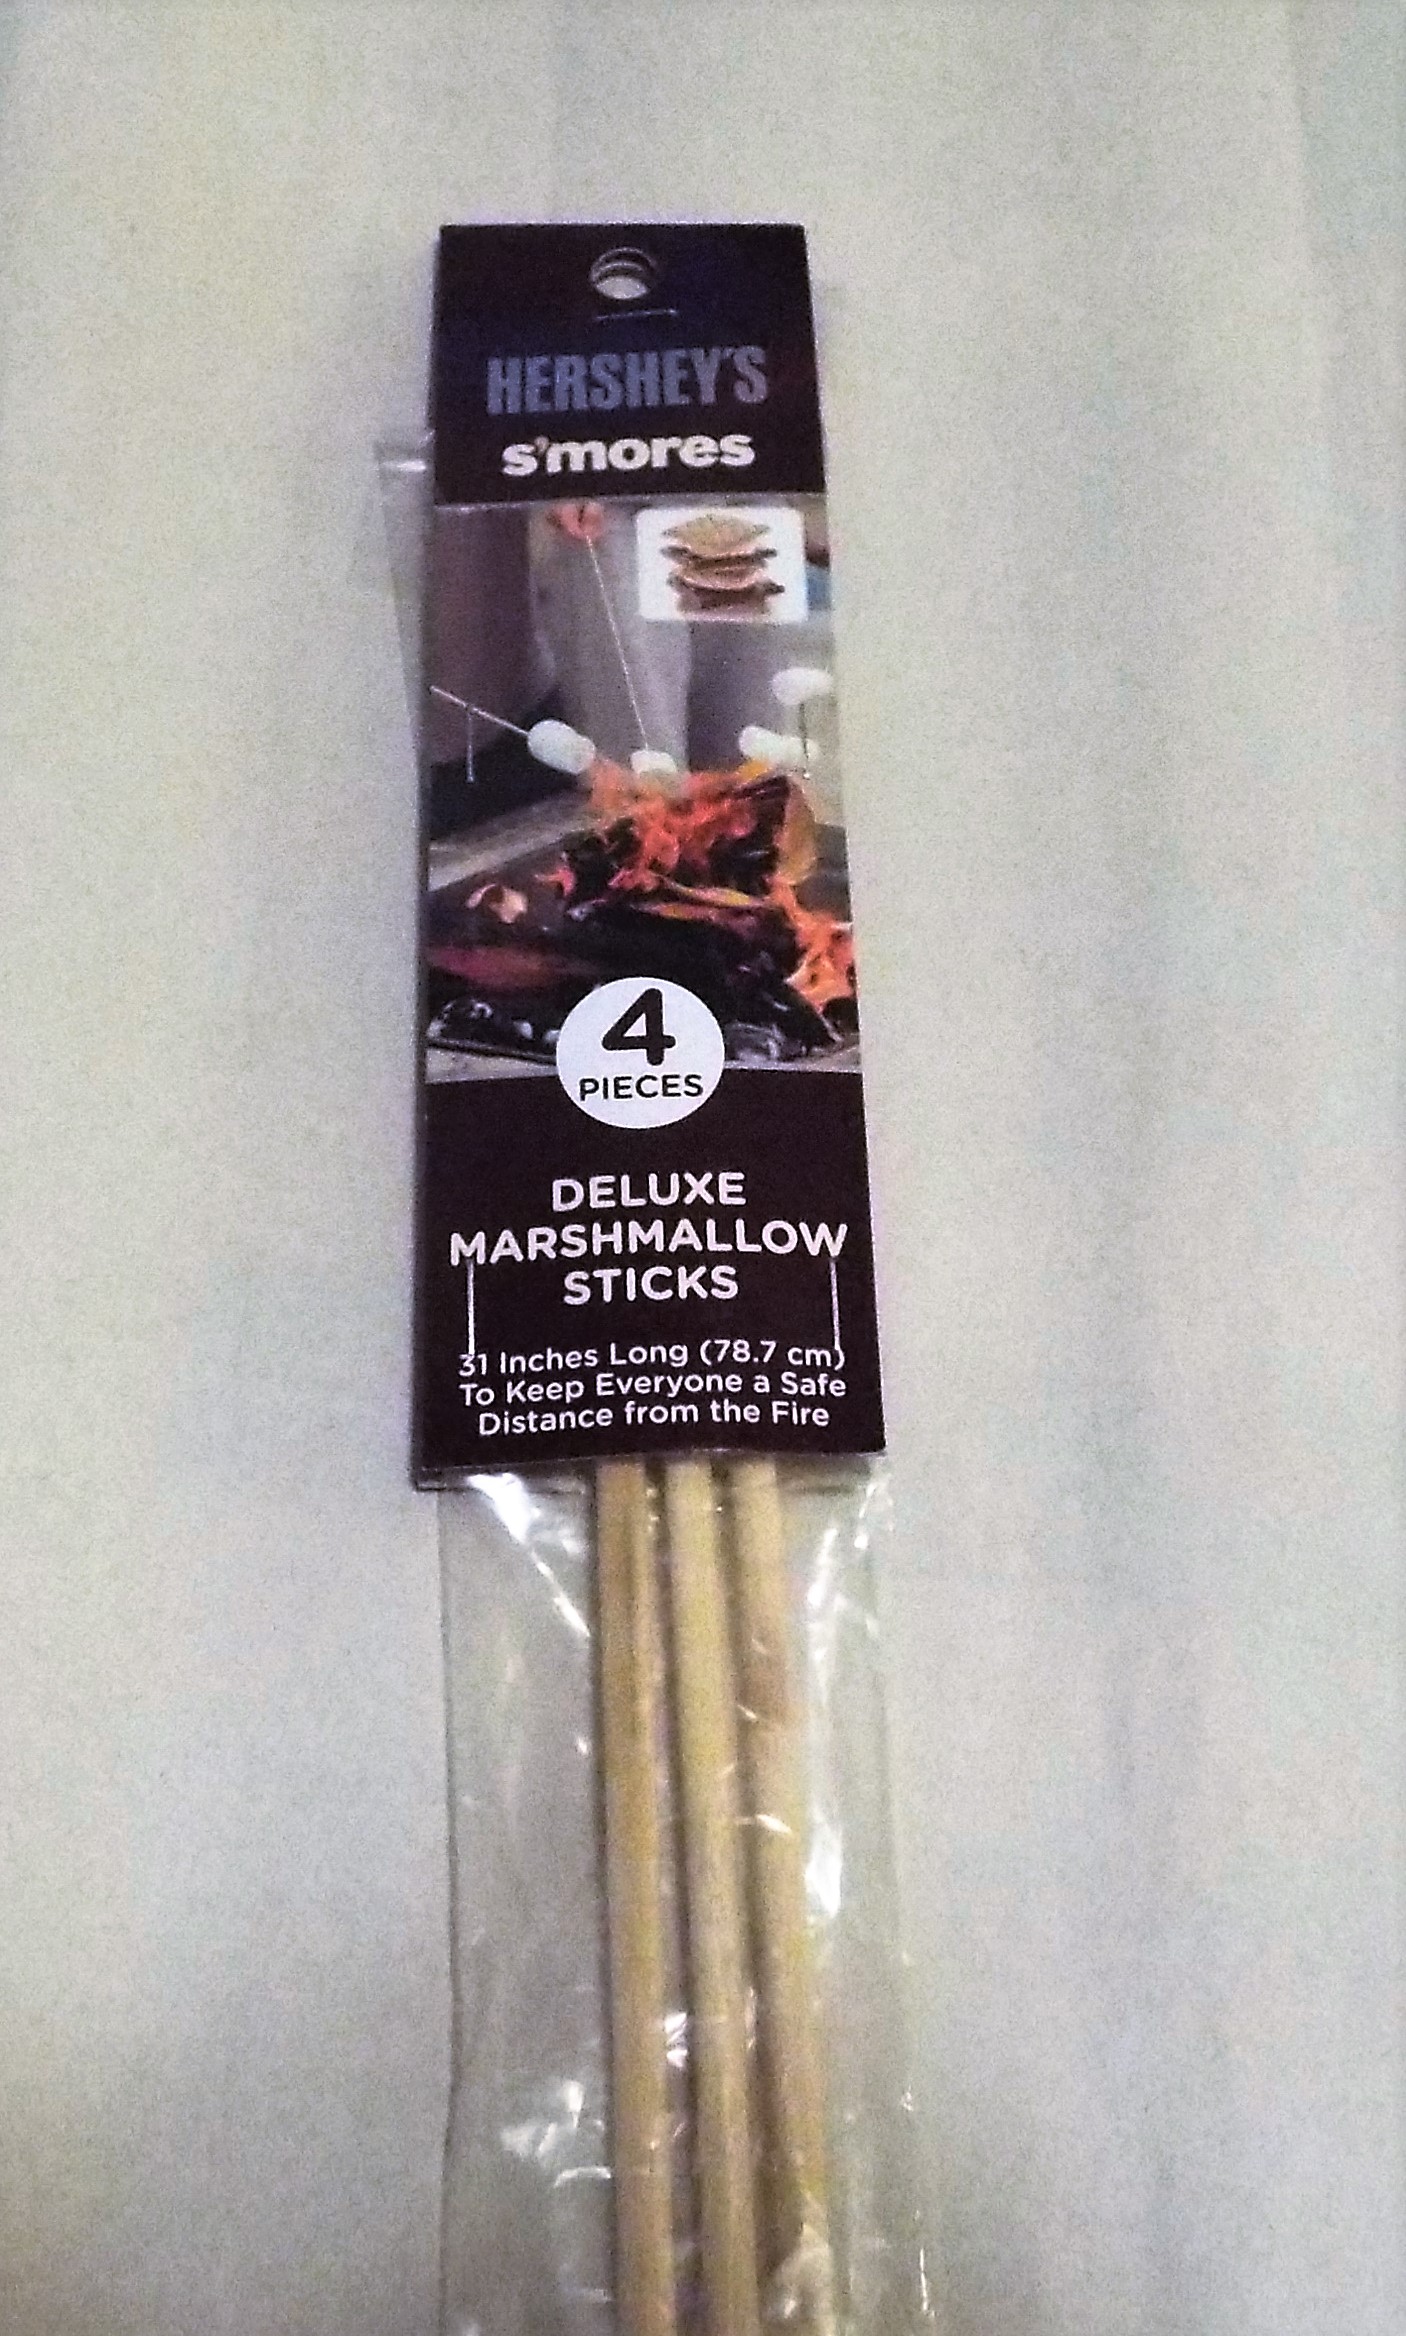 HERSHEY'S
s'mores
4
PIECES
DELUXE
MARSHMALLOW
STICKS
31 Inches Long (78.7 cm)
To Keep Everyone a Safe
Distance from the Fire